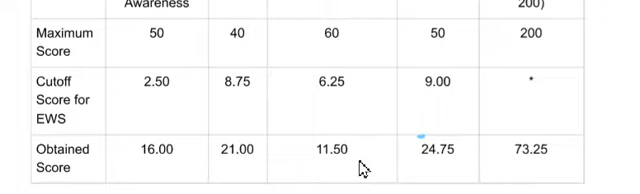 Awareness 200)
Maximum Score 50 40 60 50 200
Cutoff Score for EWS 2.50 8.75 6.25 9.00 *
Obtained Score 16.00 21.00 11.50 24.75 73.25